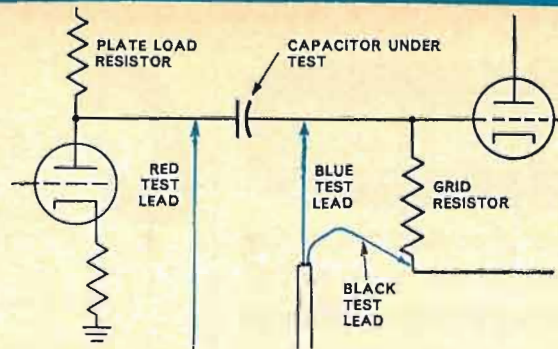 PLATE LOAD
RESISTOR
CAPACITOR UNDER
TEST
RED
TEST
LEAD
BLUE
TEST
LEAD
GRID
RESISTOR
BLACK
TEST
LEAD